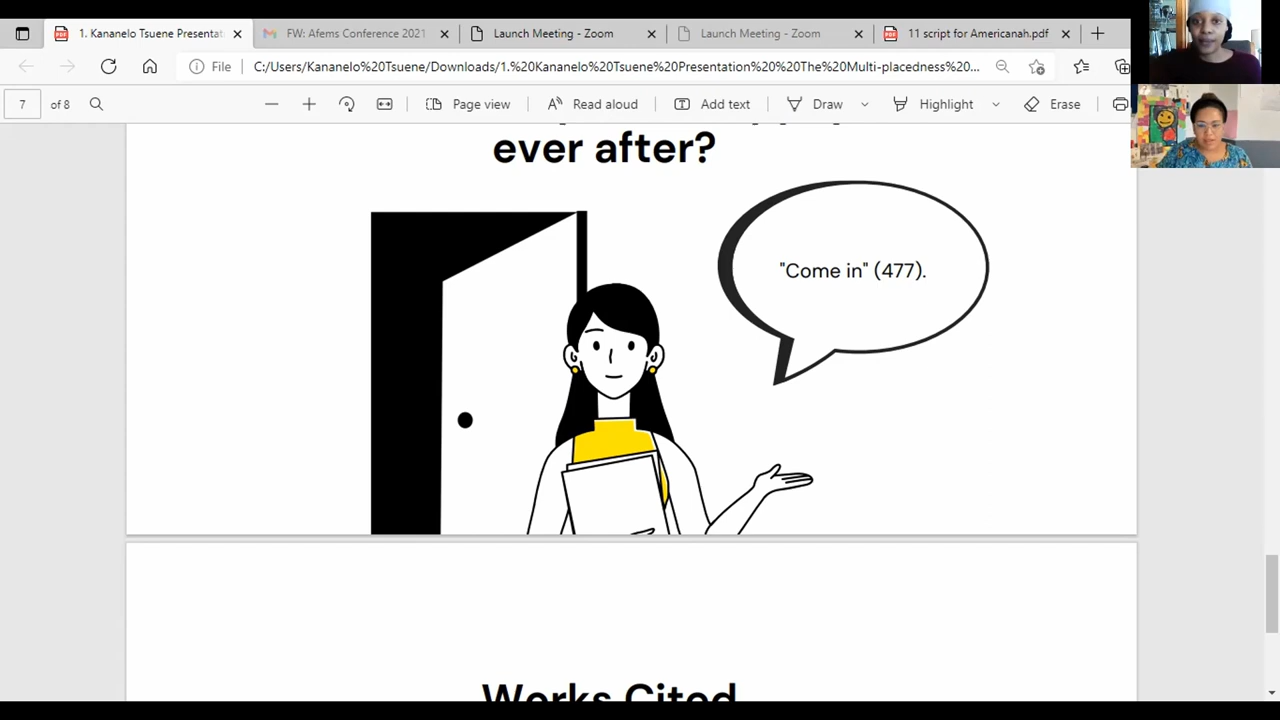 1. Kananelo Tsuene Presentat
FW: Afems Conference 2021
Launch Meeting - Zoom
Launch Meeting - Zoom
11 script for Americanah.pdf
File
C:/Users/Kananelo%20Tsuene/Downloads/1.%20Kananelo%20Tsuene%20Presentation%20%20The%20Multi-placedness%20...
7 of 8
Page view
Read aloud
Add text
Draw
Highlight
Erase
ever after?
"Come in" (477).
Works Cited